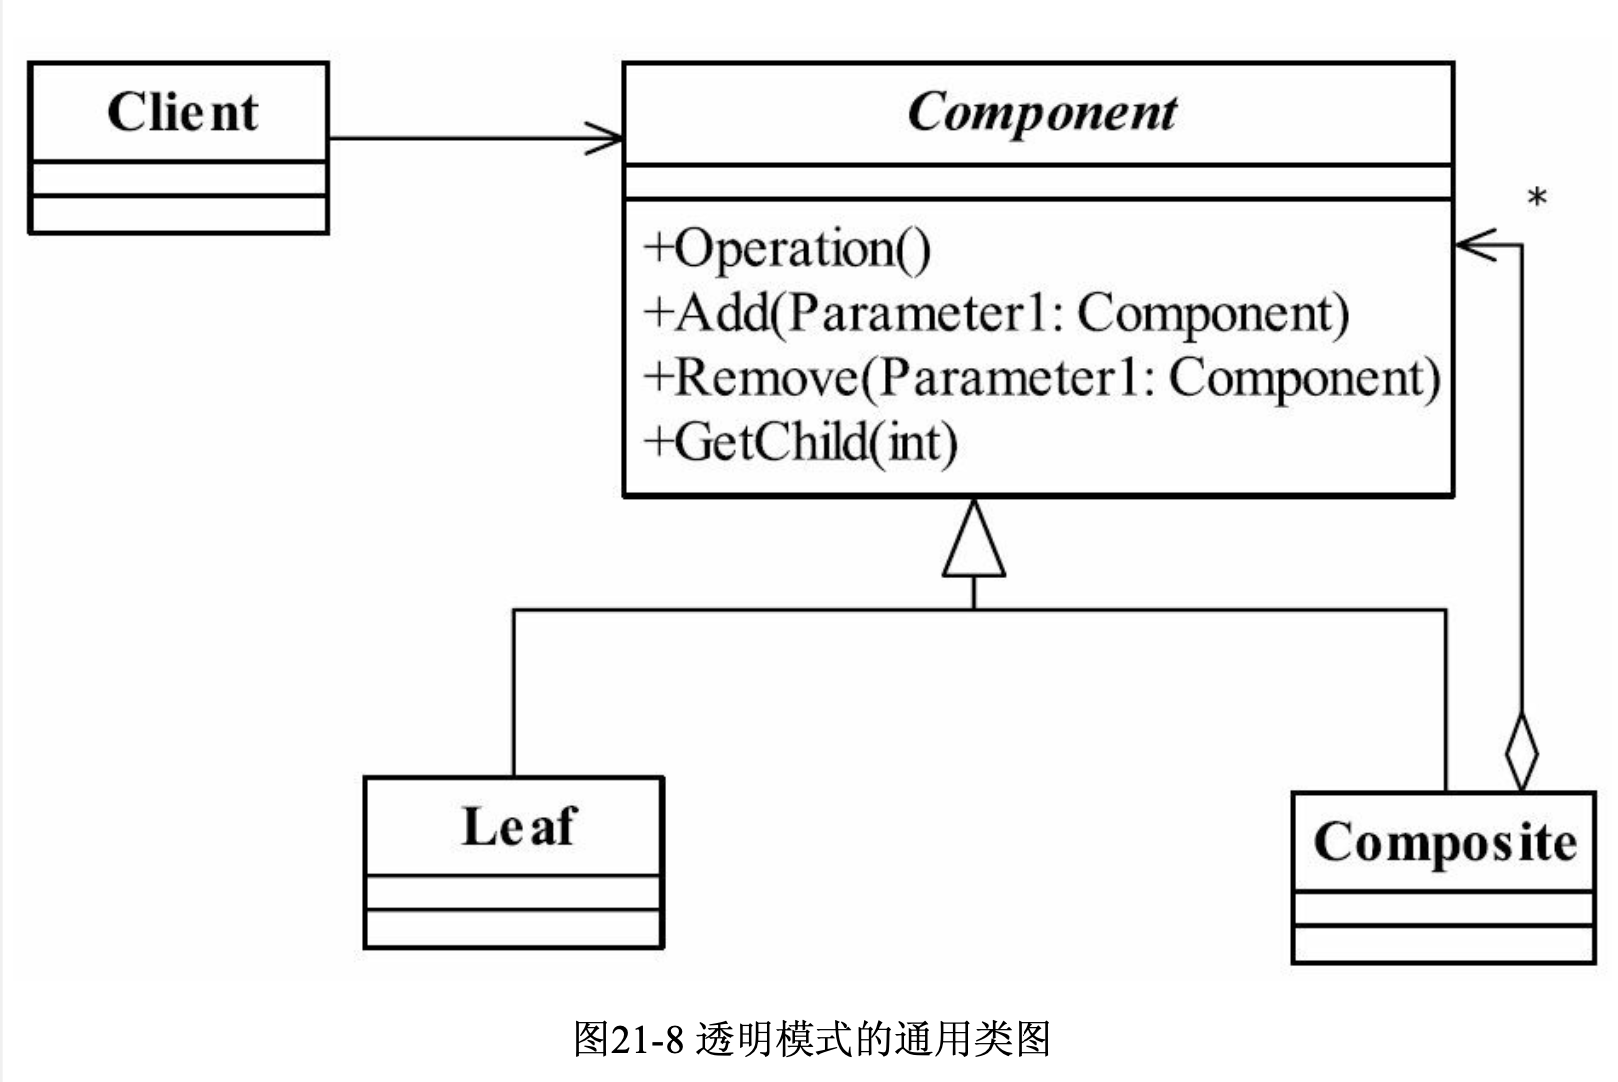 Client
Component
*
+Operation()
+Add(Parameter1: Component)
+Remove(Parameter1: Component)
+GetChild(int)
Leaf
Composite
图21-8 透明模式的通用类图